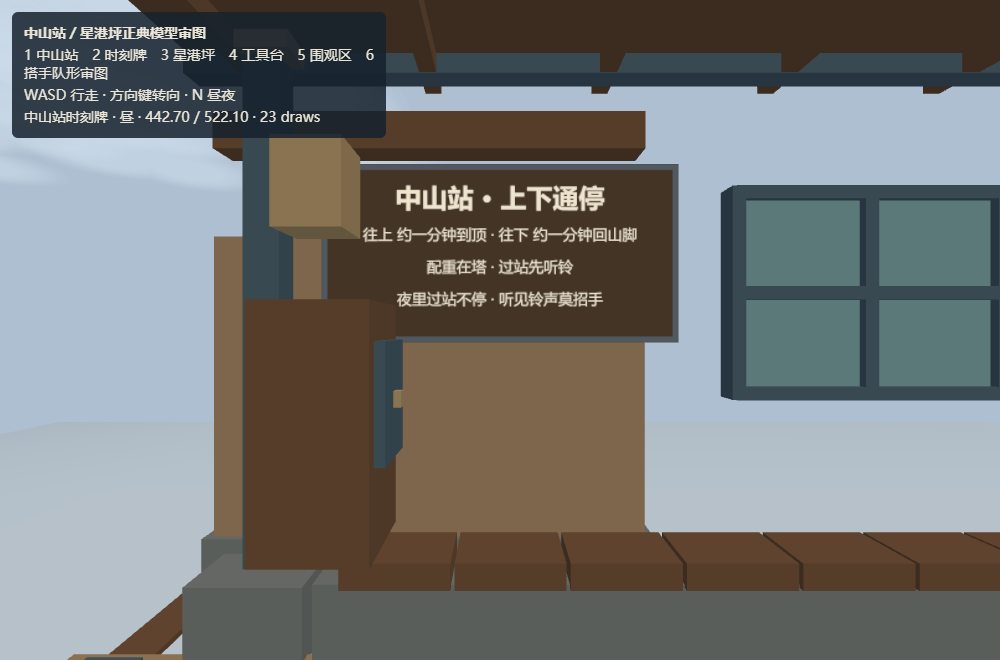 中山站 / 星港坪正典模型审图
1 中山站 2 时刻牌 3 星港坪 4 工具台 5 围观区 6
搭手队形审图
WASD 行走 · 方向键转向 · N 昼夜
中山站时刻牌 · 昼 · 442.70 / 522.10 · 23 draws
中山站 · 上下通停
往上 约一分钟到顶 · 往下 约一分钟回山脚
配重在塔 · 过站先听铃
夜里过站不停 · 听见铃声莫招手